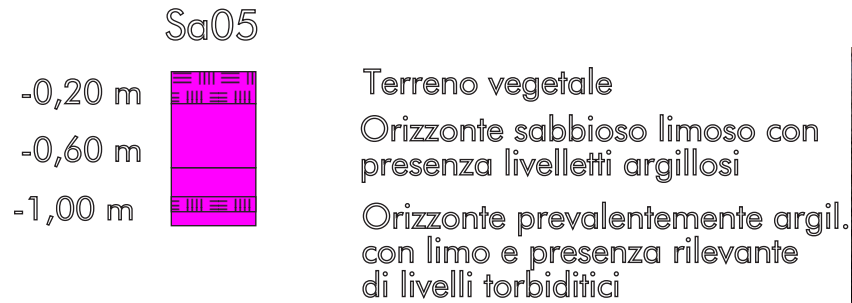 Sa05
-0,20 m
Terreno vegetale
-0,60 m
Orizzonte sabbioso limoso con
presenza livelletti argillosi
-1,00 m
Orizzonte prevalentemente argil.
con limo e presenza rilevante
di livelli torbiditici